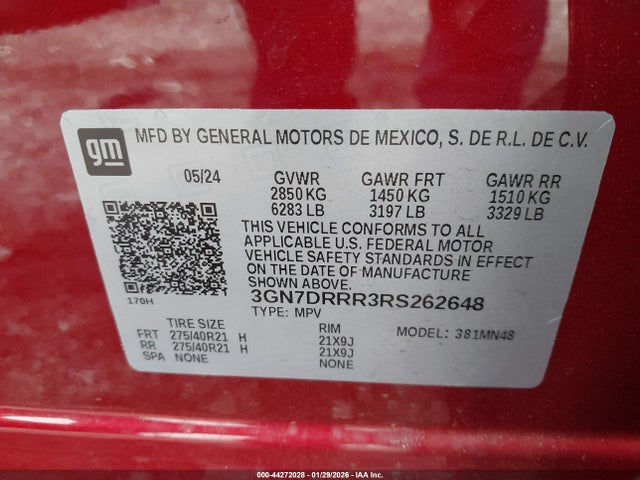 gm MFD BY GENERAL MOTORS DE MEXICO, S. DE R.L. DE C.V.
05/24 GVWR GAWR FRT GAWR RR
2850 KG 1450 KG 1510 KG
6283 LB 3197 LB 3329 LB
THIS VEHICLE CONFORMS TO ALL
APPLICABLE U.S. FEDERAL MOTOR
VEHICLE SAFETY STANDARDS IN EFFECT
ON THE DATE OF MANUFACTURE
SHOWN ABOVE.
3GN7DRRR3RS262648
170H
TYPE: MPV
TIRE SIZE RIM MODEL: 381MN48
FRT 275/40R21 H 21X9J
RR 275/40R21 H 21X9J
SPA NONE NONE
000-44272028 | 01/29/2026 | IAA Inc.